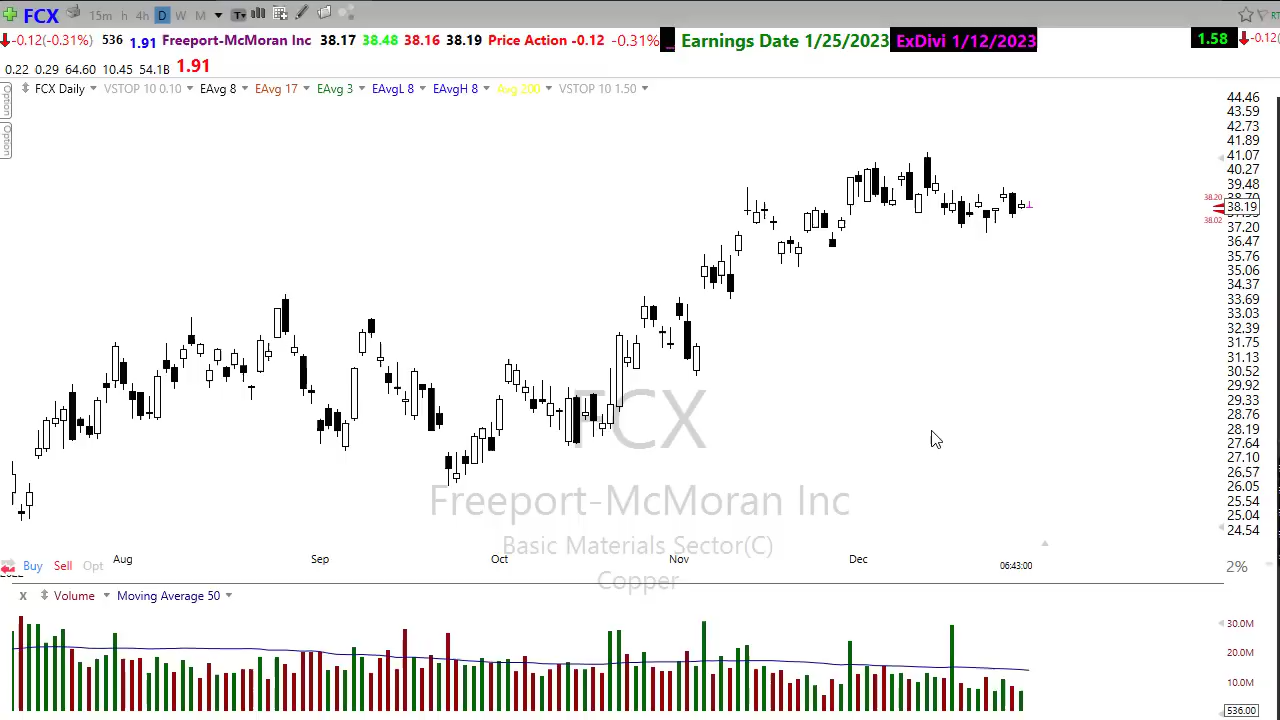 FCX 15m h 4h D W M T
-0.12(-0.31%) 536 1.91 Freeport-McMoran Inc 38.17 38.48 38.16 38.19 Price Action -0.12 -0.31% _ Earnings Date 1/25/2023 ExDivi 1/12/2023 1.58 -0.12(
0.22 0.29 64.60 10.45 54.1B 1.91
FCX Daily VSTOP 10 0.10 EAvg 8 EAvg 17 EAvg 3 EAvgL 8 EAvgH 8 Avg 200 VSTOP 10 1.50
Option
Option
44.46
43.59
42.73
41.89
41.07
40.27
39.48
38.20
38.19
38.02
37.20
36.47
35.76
35.06
34.37
33.69
33.03
32.39
31.75
31.13
30.52
29.92
29.33
28.76
28.19
27.64
27.10
26.57
26.05
25.54
25.04
24.54
FCX
Freeport-McMoran Inc
Basic Materials Sector(C)
Copper
Aug Sep Oct Nov Dec
Buy Sell Opt 06:43:00 2%
x Volume Moving Average 50
30.0M
20.0M
10.0M
536.00